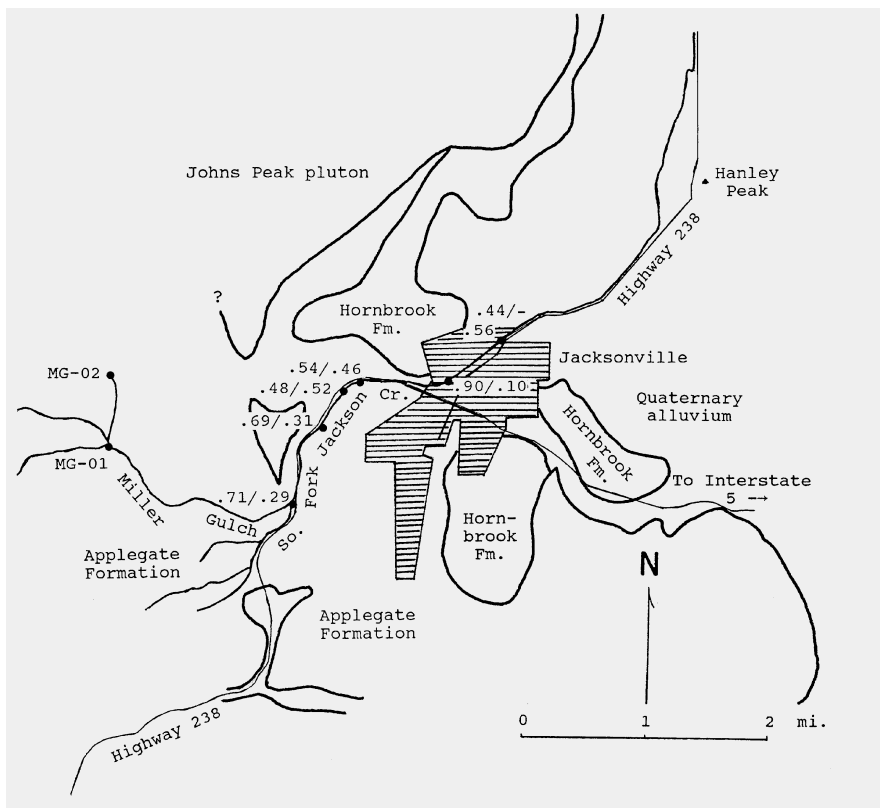 Johns Peak pluton
Hanley
Peak
Highway 238
?
Hornbrook
Fm.
.44/-
.56
Jacksonville
MG-02
.54/.46
.48/.52
Cr.
.90/.10
Quaternary
alluvium
.69/.31
Jackson
Hornbrook
Fm.
MG-01
Miller
Gulch
.71/.29
Fork
So.
To Interstate
5 →
Horn-
brook
Fm.
Applegate
Formation
N
Applegate
Formation
Highway 238
0 1 2 mi.